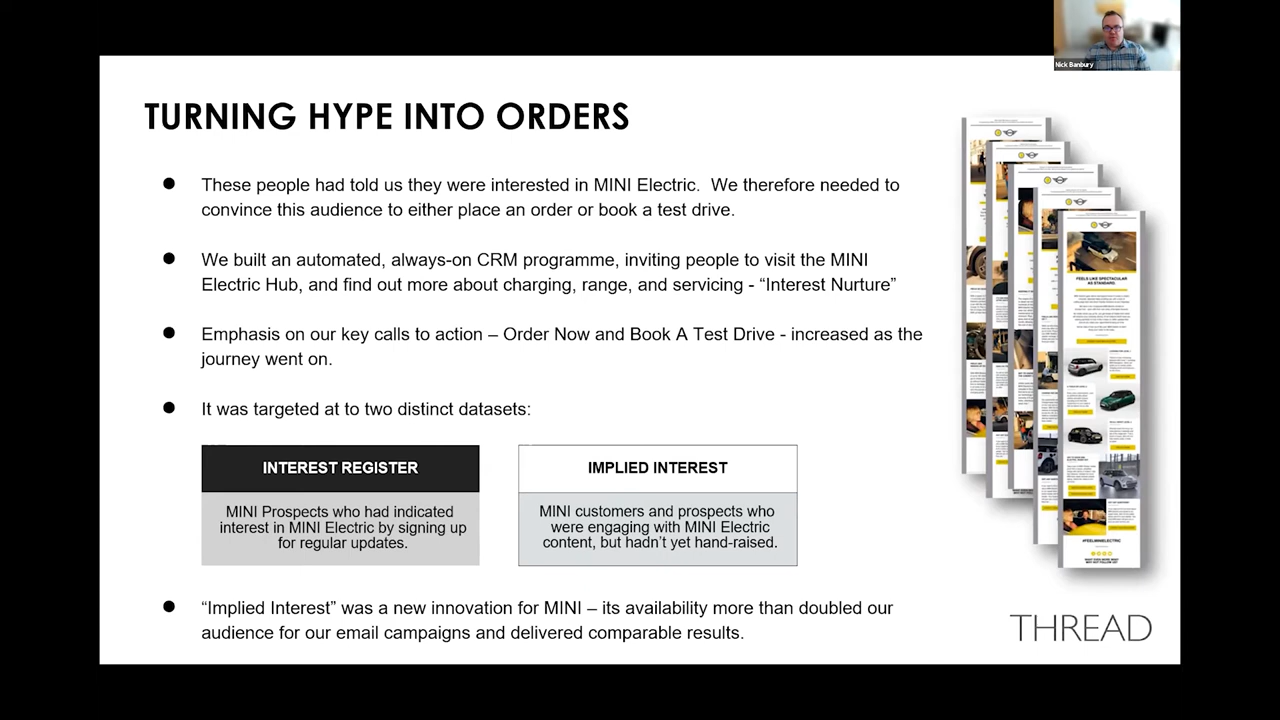 Nick Banbury
TURNING HYPE INTO ORDERS
These people had told us they were interested in MINI Electric. We therefore needed to
convince this audience to either place an order or book a test drive.
We built an automated, always-on CRM programme, inviting people to visit the MINI
Electric Hub, and find out more about charging, range, and servicing - “Interest Nurture”
Emphasis on primary calls to action – Order Now and Book a Test Drive increased as the
journey went on.
It was targeted at two distinct datasets:
INTEREST REGISTER
MINI Prospects who had indicated
interest in MINI Electric by signing up
for regular updates.
IMPLIED INTEREST
MINI customers and prospects who
were engaging with MINI Electric
content, but hadn’t yet hand-raised.
“Implied Interest” was a new innovation for MINI – its availability more than doubled our
audience for our email campaigns and delivered comparable results.
FEELS LIKE SPECTACULAR
AS STANDARD.
#FEELMINIELECTRIC
THREAD